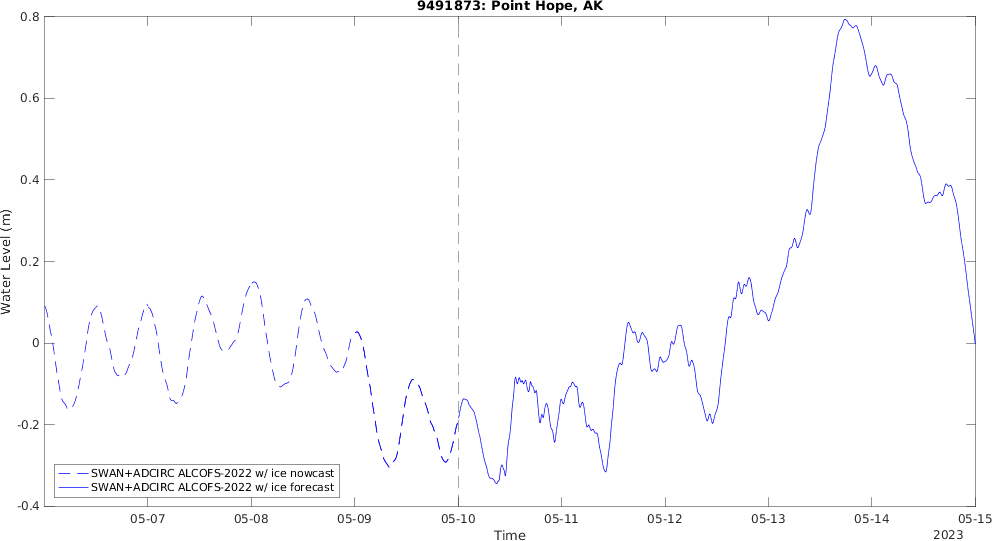 9491873: Point Hope, AK
0.8
0.6
0.4
0.2
0
-0.2
-0.4
Water Level (m)
SWAN+ADCIRC ALCOFS-2022 w/ ice nowcast
SWAN+ADCIRC ALCOFS-2022 w/ ice forecast
05-07 05-08 05-09 05-10 05-11 05-12 05-13 05-14 05-15
Time
2023